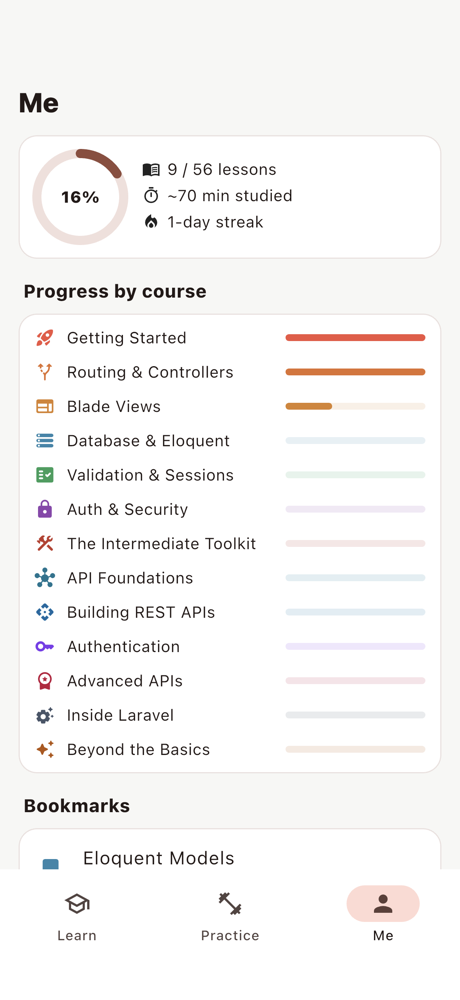 Me
16%
9 / 56 lessons
~70 min studied
1-day streak
Progress by course
Getting Started
Routing & Controllers
Blade Views
Database & Eloquent
Validation & Sessions
Auth & Security
The Intermediate Toolkit
API Foundations
Building REST APIs
Authentication
Advanced APIs
Inside Laravel
Beyond the Basics
Bookmarks
Eloquent Models
Learn
Practice
Me